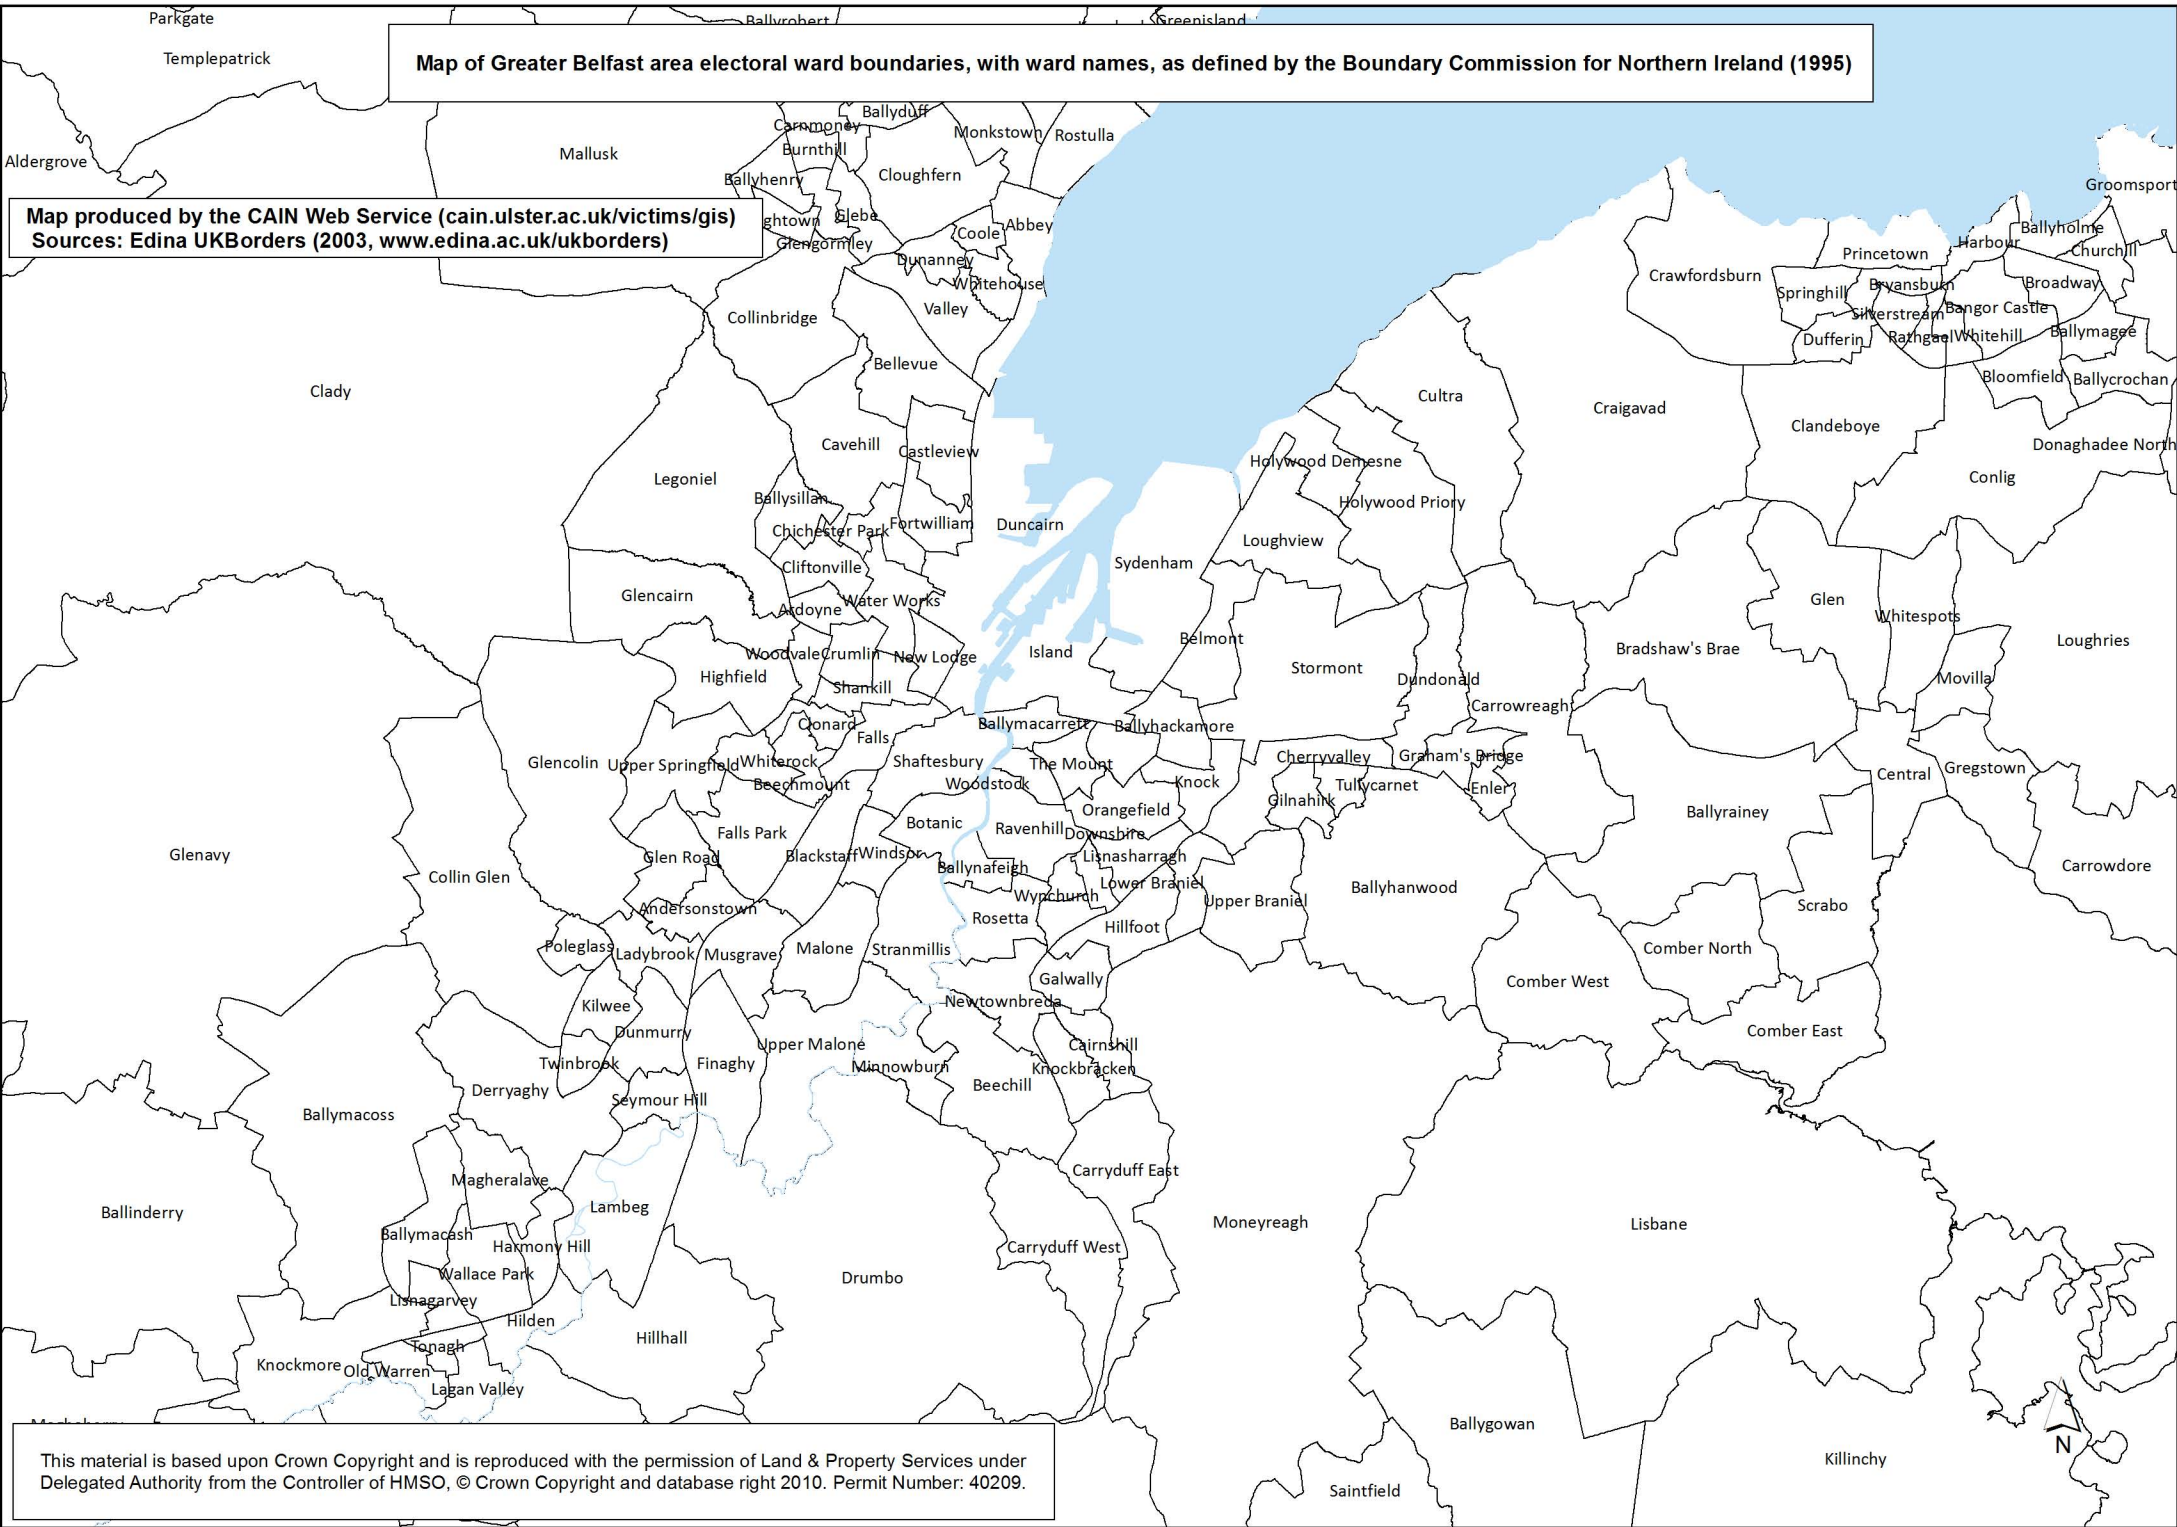 Parkgate
Ballyrobert
Greenisland
Templepatrick
Map of Greater Belfast area electoral ward boundaries, with ward names, as defined by the Boundary Commission for Northern Ireland (1995)
Ballyduff
Carnmoney
Monkstown
Rostulla
Burnthill
Mallusk
Aldergrove
Cloughfern
Ballyhenry
Groomsport
Map produced by the CAIN Web Service (cain.ulster.ac.uk/victims/gis)
Sources: Edina UKBorders (2003, www.edina.ac.uk/ukborders)
ghtown
Glebe
Abbey
Coole
Glengormley
Ballyholme
Harbour
Churchill
Princetown
Dunanney
Crawfordsburn
Whitehouse
Springhill
Bryansburn
Broadway
Valley
Bangor Castle
Silverstream
Collinbridge
Dufferin
Rathgael
Whitehill
Ballymagee
Bellevue
Bloomfield
Ballycrochan
Clady
Cultra
Craigavad
Clandeboye
Cavehill
Castleview
Donaghadee North
Holywood Demesne
Legoniel
Conlig
Ballysillan
Holywood Priory
Chichester Park
Fortwilliam
Duncairn
Loughview
Sydenham
Cliftonville
Glencairn
Ardoyne
Water Works
Glen
Whitespots
Belmont
Loughries
Woodvale
Crumlin
New Lodge
Island
Bradshaw's Brae
Stormont
Highfield
Dundonald
Movilla
Shankill
Carrowreagh
Clonard
Falls
Ballymacarrett
Ballyhackamore
Glencolin
Upper Springfield
Whiterock
Shaftesbury
The Mount
Cherryvalley
Graham's Bridge
Central
Gregstown
Beechmount
Woodstock
Knock
Tullycarnet
Enler
Gilnahirk
Orangefield
Ballyrainey
Falls Park
Botanic
Ravenhill
Downshire
Glenavy
Glen Road
Blackstaff
Windsor
Lisnasharragh
Ballynafeigh
Carrowdore
Collin Glen
Lower Braniel
Ballyhanwood
Wynchurch
Upper Braniel
Andersonstown
Scrabo
Rosetta
Hillfoot
Poleglass
Ladybrook
Musgrave
Malone
Stranmillis
Comber North
Galwally
Comber West
Kilwee
Newtownbreda
Dunmurry
Comber East
Upper Malone
Cairnshill
Twinbrook
Finaghy
Minnowburn
Knockbracken
Derryaghy
Beechill
Seymour Hill
Ballymacoss
Magheralave
Carryduff East
Ballinderry
Lambeg
Moneyreagh
Lisbane
Ballymacash
Harmony Hill
Carryduff West
Wallace Park
Drumbo
Lisnagarvey
Hilden
Hillhall
Tonagh
Knockmore
Old Warren
Lagan Valley
Ballygowan
N
Killinchy
This material is based upon Crown Copyright and is reproduced with the permission of Land & Property Services under
Delegated Authority from the Controller of HMSO, © Crown Copyright and database right 2010. Permit Number: 40209.
Saintfield